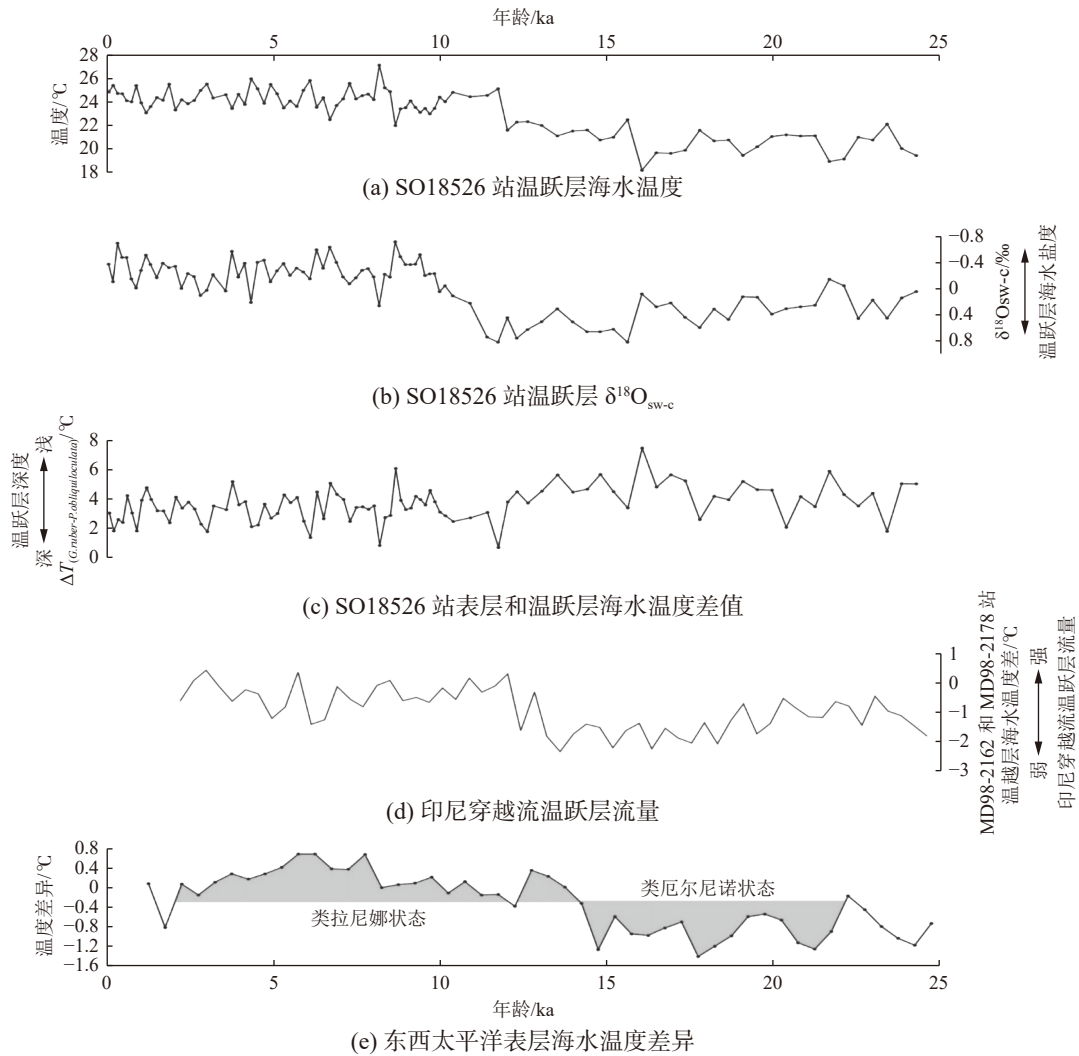 年龄/ka
0 5 10 15 20 25
28
26
24
22
20
18
温度/℃
(a) SO18526 站温跃层海水温度
−0.8
−0.4
0
0.4
0.8
δ¹⁸Osw-c/‰
温跃层海水盐度
(b) SO18526 站温跃层 δ¹⁸Osw-c
8
6
4
2
0
温跃层深度
深 浅
ΔT(G.ruber-P.obliquiloculata)/℃
(c) SO18526 站表层和温跃层海水温度差值
1
0
−1
−2
−3
MD98-2162 和 MD98-2178 站
温越层海水温度差/℃
弱 强
印尼穿越流温跃层流量
(d) 印尼穿越流温跃层流量
0.8
0.4
0
−0.4
−0.8
−1.2
−1.6
温度差异/℃
类拉尼娜状态
类厄尔尼诺状态
0 5 10 15 20 25
年龄/ka
(e) 东西太平洋表层海水温度差异